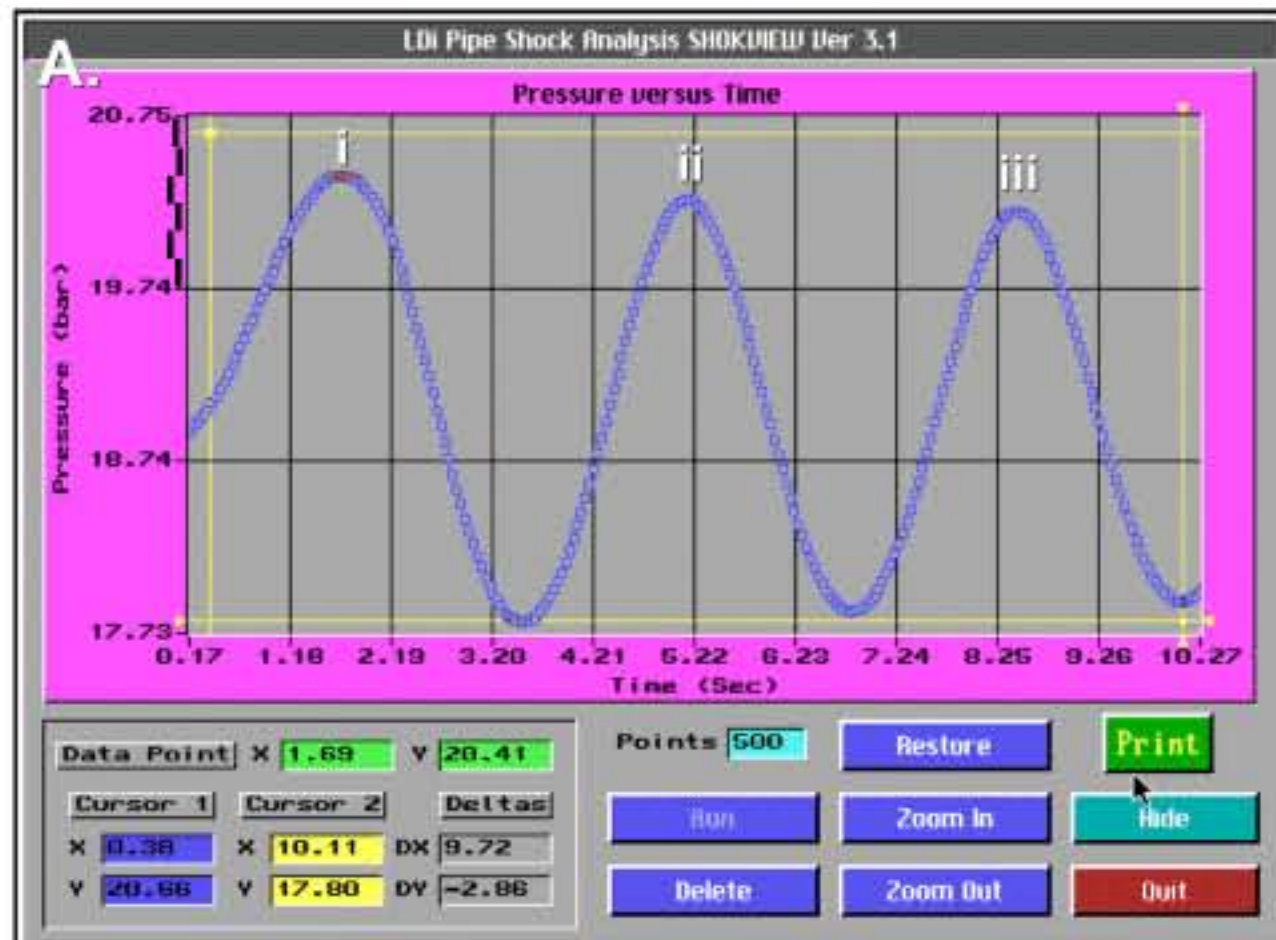 LDi Pipe Shock Analysis SHOKVIEW Ver 3.1
A.
Pressure versus Time
20.75
19.74
18.74
17.73
Pressure (bar)
i
ii
iii
0.17 1.18 2.19 3.20 4.21 5.22 6.23 7.24 8.25 9.26 10.27
Time (Sec)
Data Point X 1.69 Y 20.41
Cursor 1 Cursor 2 Deltas
X 0.38 X 10.11 DX 9.72
Y 20.66 Y 17.80 DY -2.86
Points 500 Restore Print
Run Zoom In Hide
Delete Zoom Out Quit